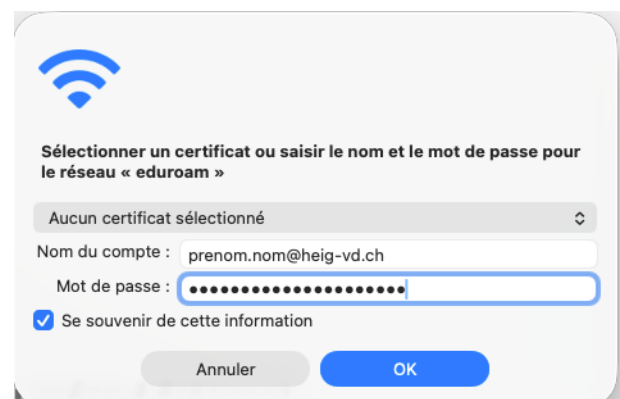 Sélectionner un certificat ou saisir le nom et le mot de passe pour
le réseau « eduroam »
Aucun certificat sélectionné
Nom du compte : prenom.nom@heig-vd.ch
Mot de passe : ●●●●●●●●●●●●●●●●●●●●●
Se souvenir de cette information
Annuler OK